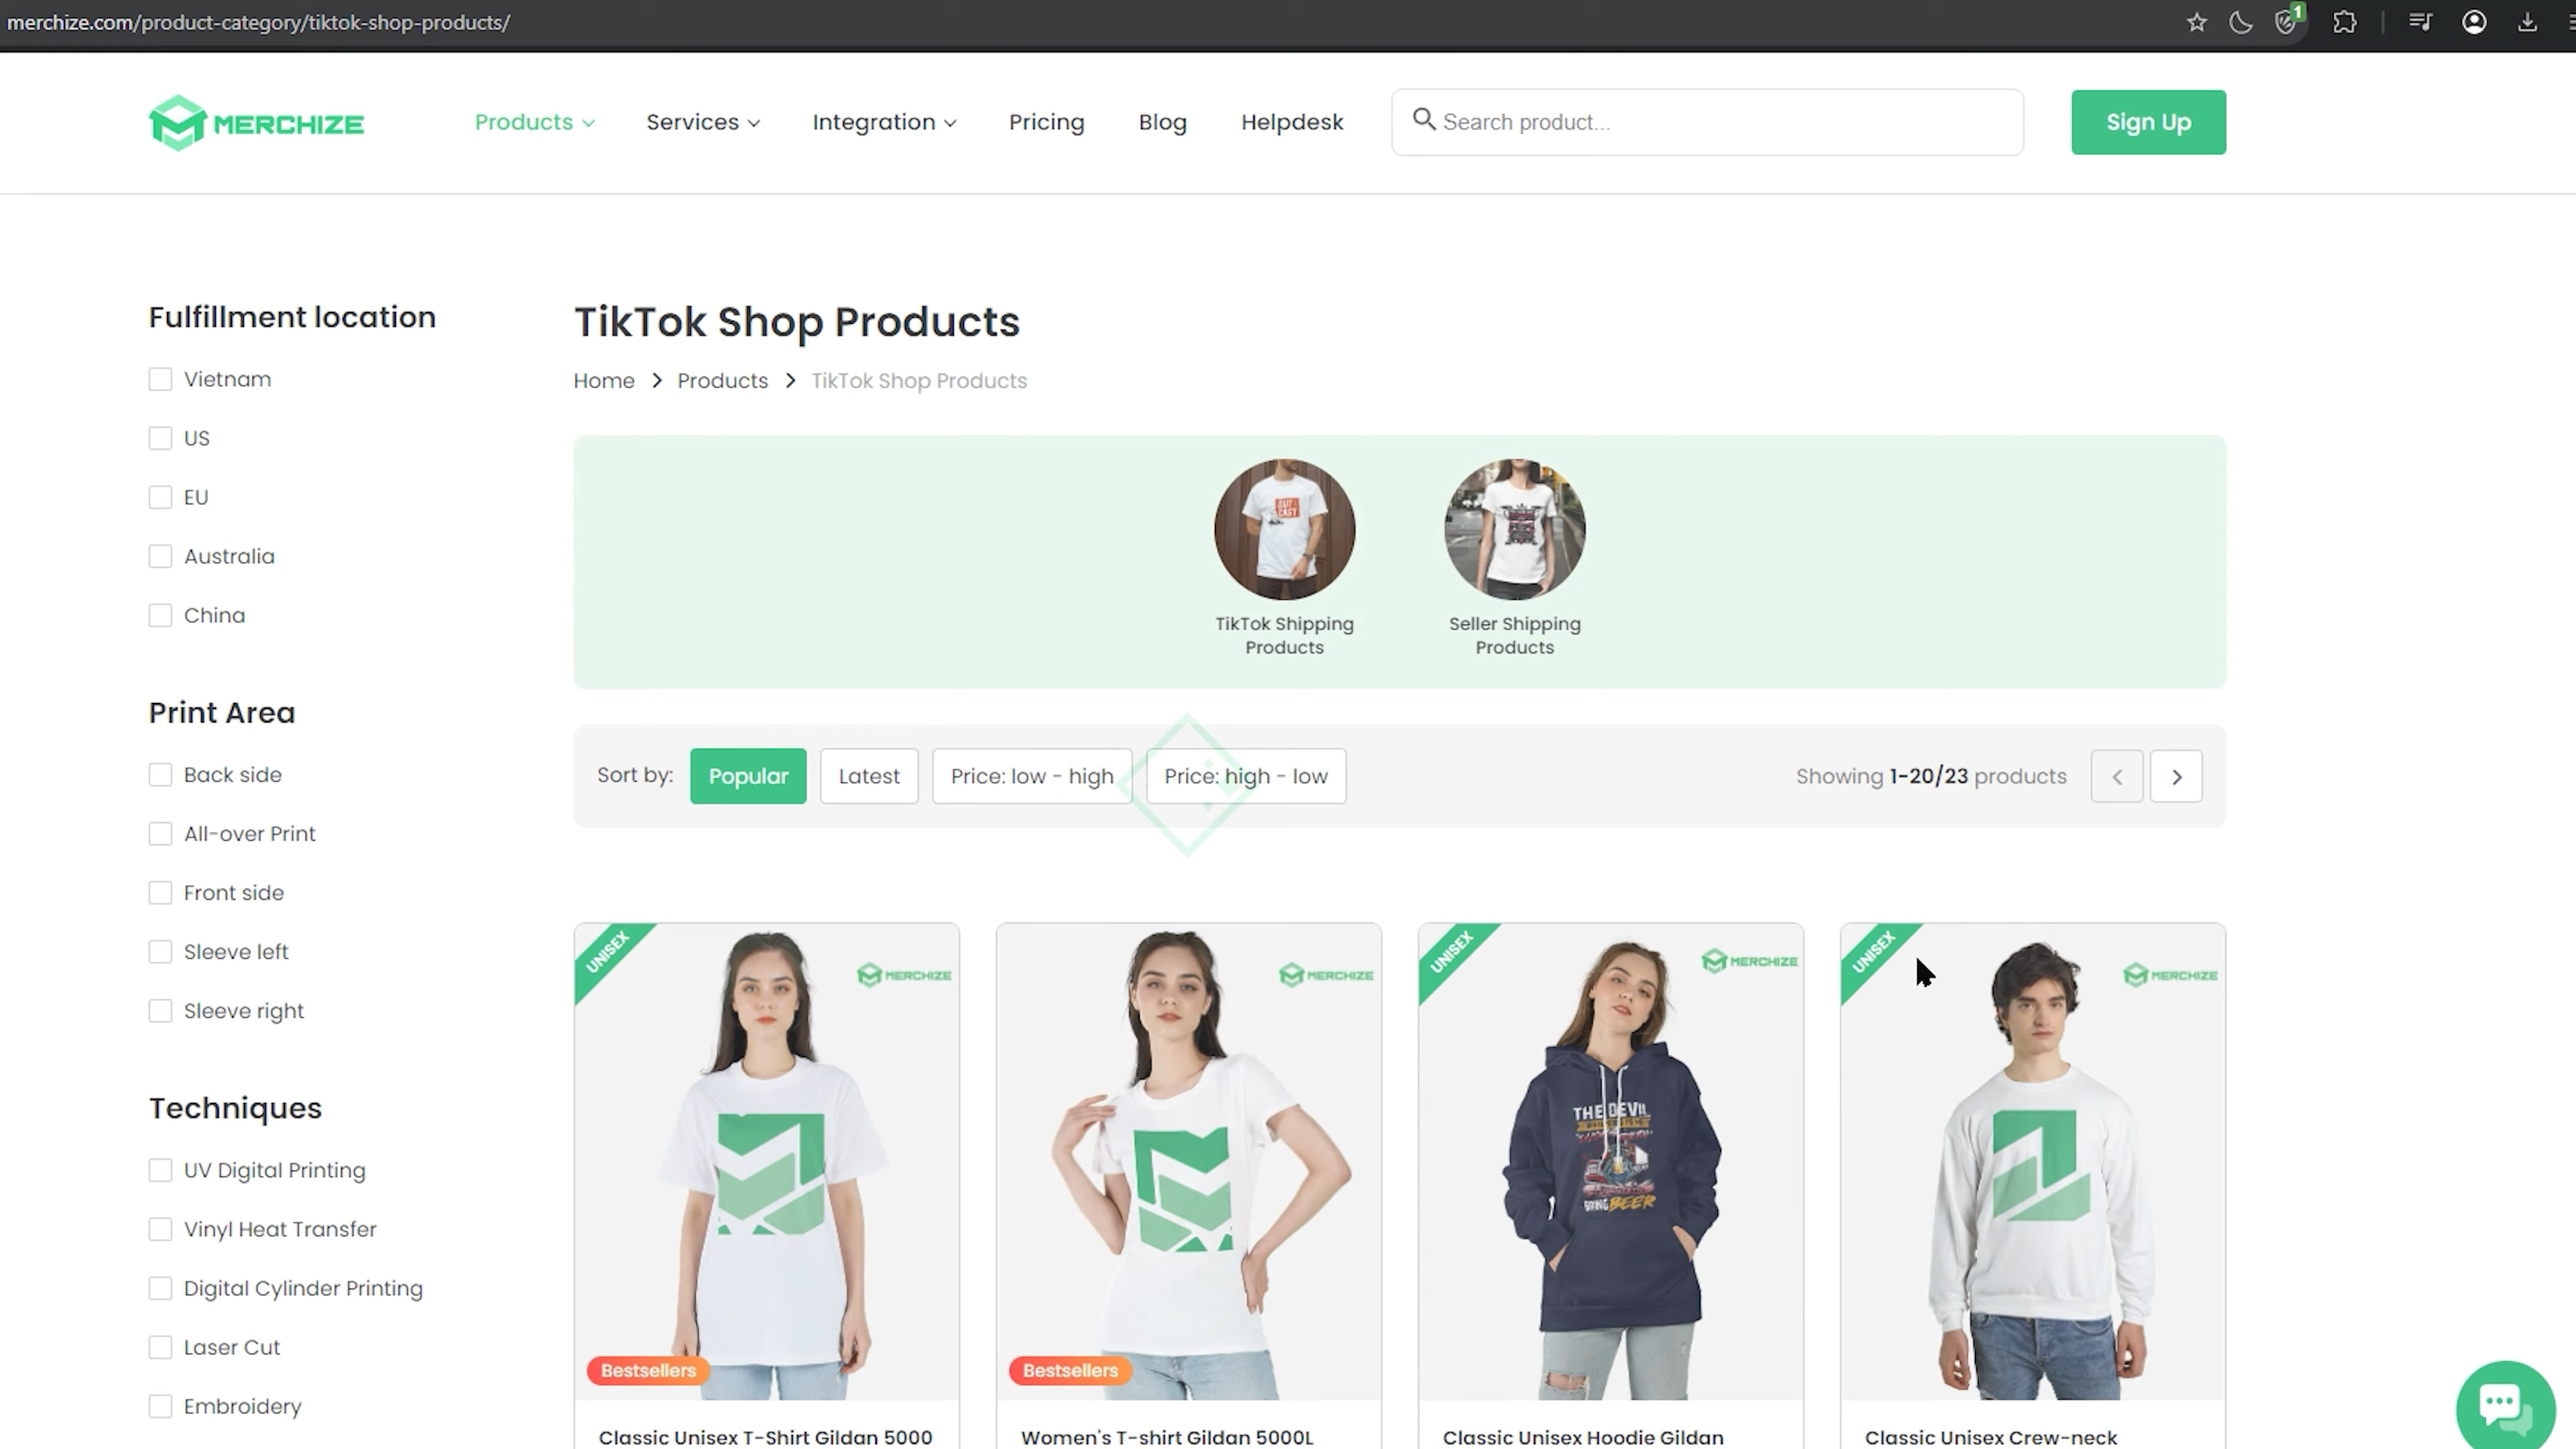 merchize.com/product-category/tiktok-shop-products/
1
MERCHIZE
Products
Services
Integration
Pricing
Blog
Helpdesk
Search product...
Sign Up
Fulfillment location
Vietnam
US
EU
Australia
China
Print Area
Back side
All-over Print
Front side
Sleeve left
Sleeve right
Techniques
UV Digital Printing
Vinyl Heat Transfer
Digital Cylinder Printing
Laser Cut
Embroidery
TikTok Shop Products
Home > Products > TikTok Shop Products
TikTok Shipping
Products
Seller Shipping
Products
Sort by:
Popular
Latest
Price: low - high
Price: high - low
Showing 1-20/23 products
UNISEX
MERCHIZE
Bestsellers
Classic Unisex T-Shirt Gildan 5000
MERCHIZE
Bestsellers
Women's T-shirt Gildan 5000L
UNISEX
MERCHIZE
THE DEVIL
BRING BEER
Classic Unisex Hoodie Gildan
UNISEX
MERCHIZE
Classic Unisex Crew-neck